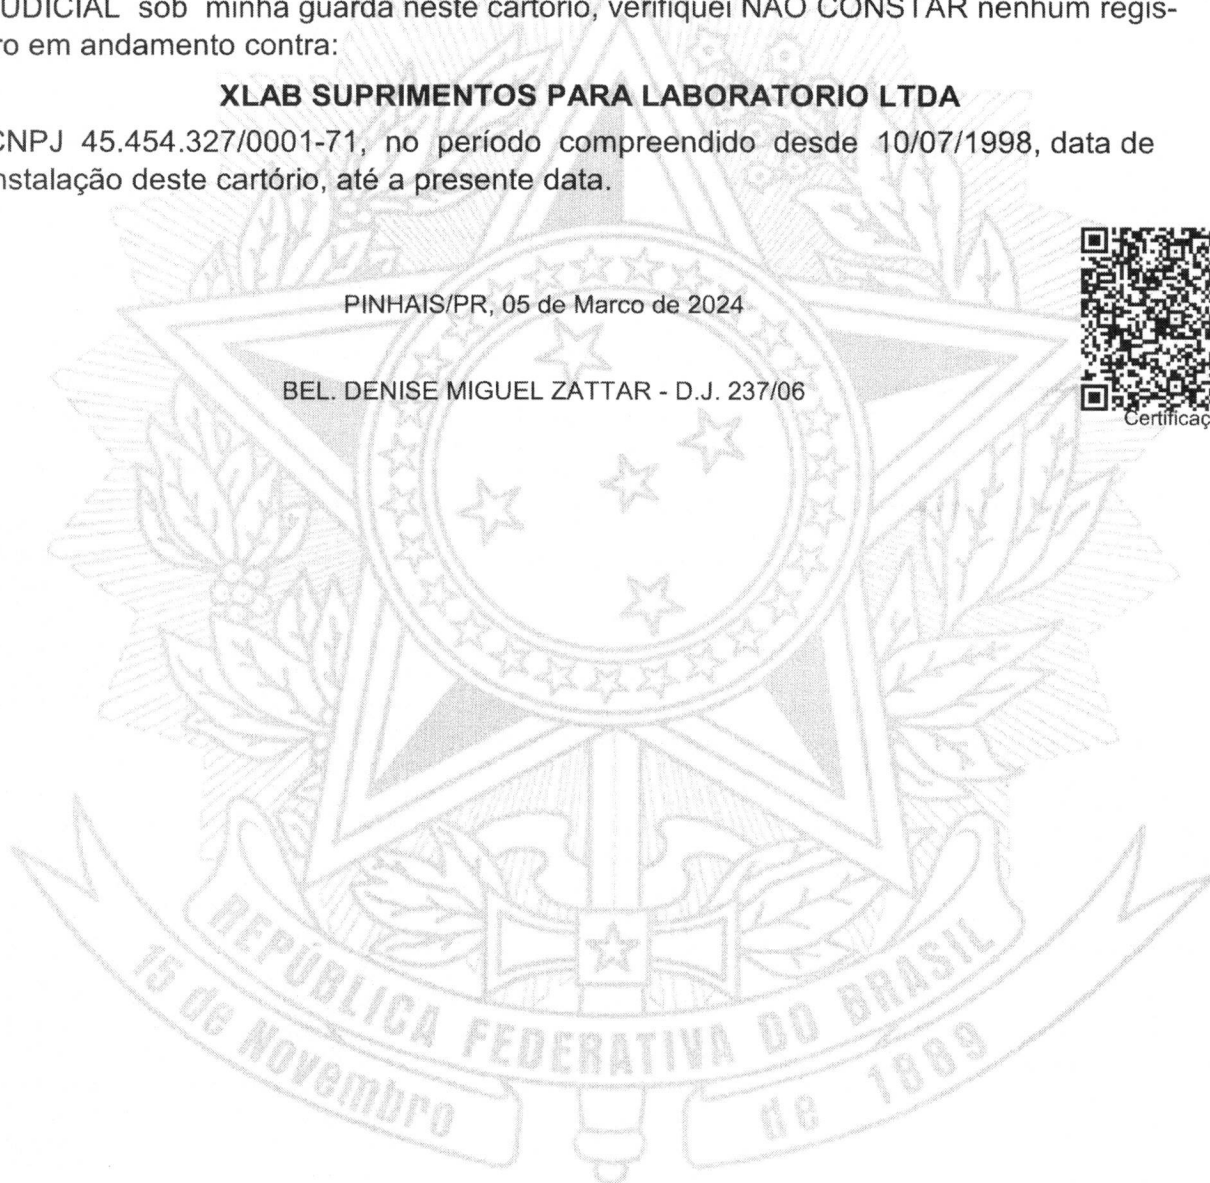 UDICIAL sob minha guarda neste cartório, verifiquei NÃO CONSTAR nenhum regis-
ro em andamento contra:
XLAB SUPRIMENTOS PARA LABORATORIO LTDA
CNPJ 45.454.327/0001-71, no período compreendido desde 10/07/1998, data de
nstalação deste cartório, até a presente data.
PINHAIS/PR, 05 de Marco de 2024
BEL. DENISE MIGUEL ZATTAR - D.J. 237/06
Certificaç
REPÚBLICA FEDERATIVA DO BRASIL
15 de Novembro de 1889